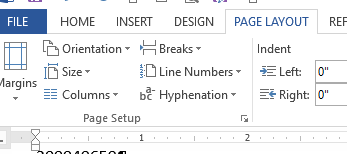 FILE HOME INSERT DESIGN PAGE LAYOUT
Orientation Breaks Indent
Size Line Numbers Left: 0"
Margins Columns Hyphenation Right: 0"
Page Setup
1 2